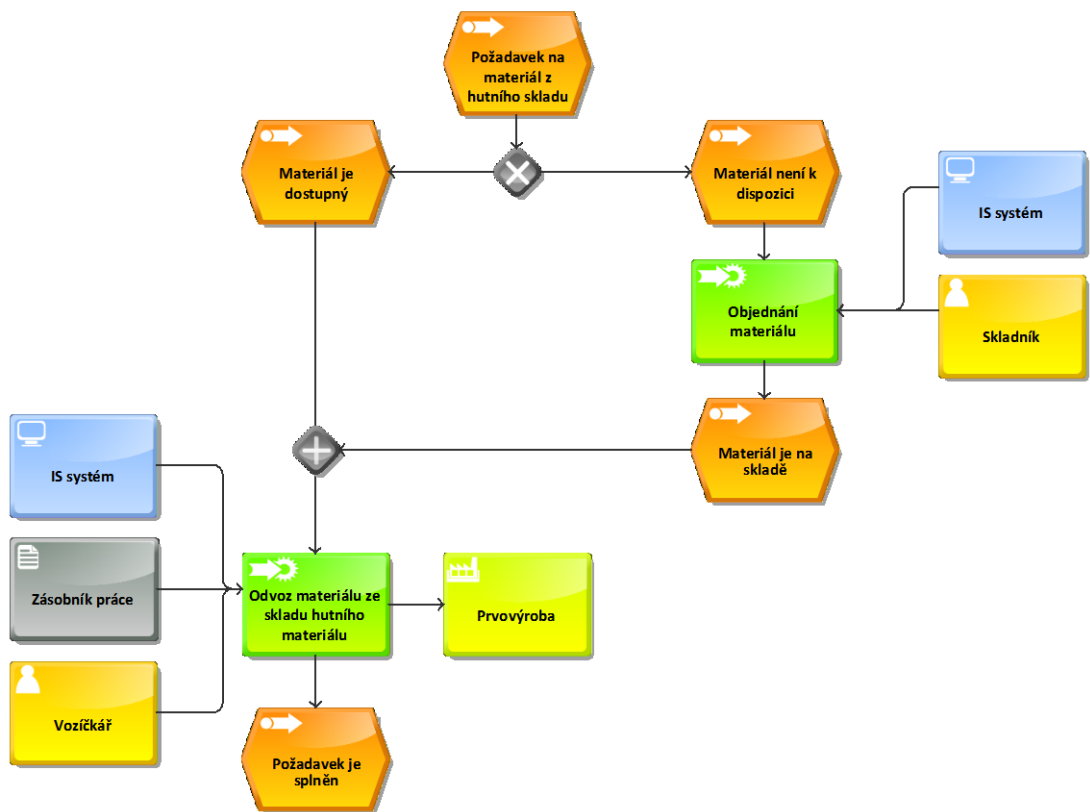 Požadavek na
materiál z
hutního skladu
Materiál je
dostupný
Materiál není k
dispozici
IS systém
Objednání
materiálu
Skladník
Materiál je na
skladě
IS systém
Zásobník práce
Odvoz materiálu ze
skladu hutního
materiálu
Prvovýroba
Vozíčkář
Požadavek je
splněn